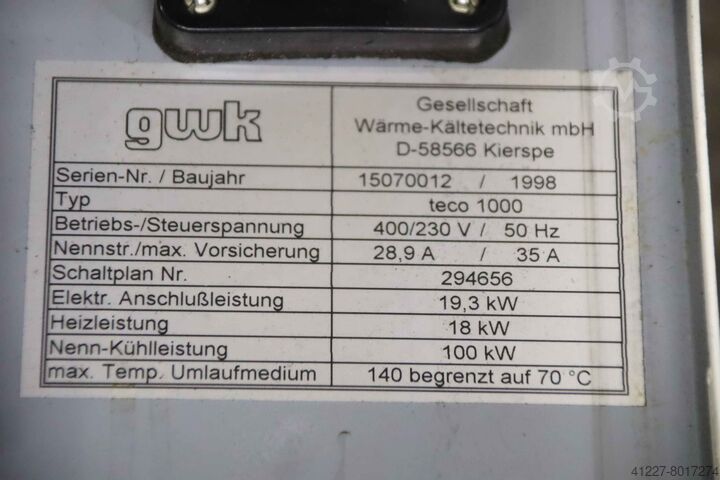 gwk
Gesellschaft
Wärme-Kältetechnik mbH
D-58566 Kierspe
Serien-Nr. / Baujahr 15070012 / 1998
Typ teco 1000
Betriebs-/Steuerspannung 400/230 V / 50 Hz
Nennstr./max. Vorsicherung 28,9 A / 35 A
Schaltplan Nr. 294656
Elektr. Anschlußleistung 19,3 kW
Heizleistung 18 kW
Nenn-Kühlleistung 100 kW
max. Temp. Umlaufmedium 140 begrenzt auf 70 °C
41227-8017274